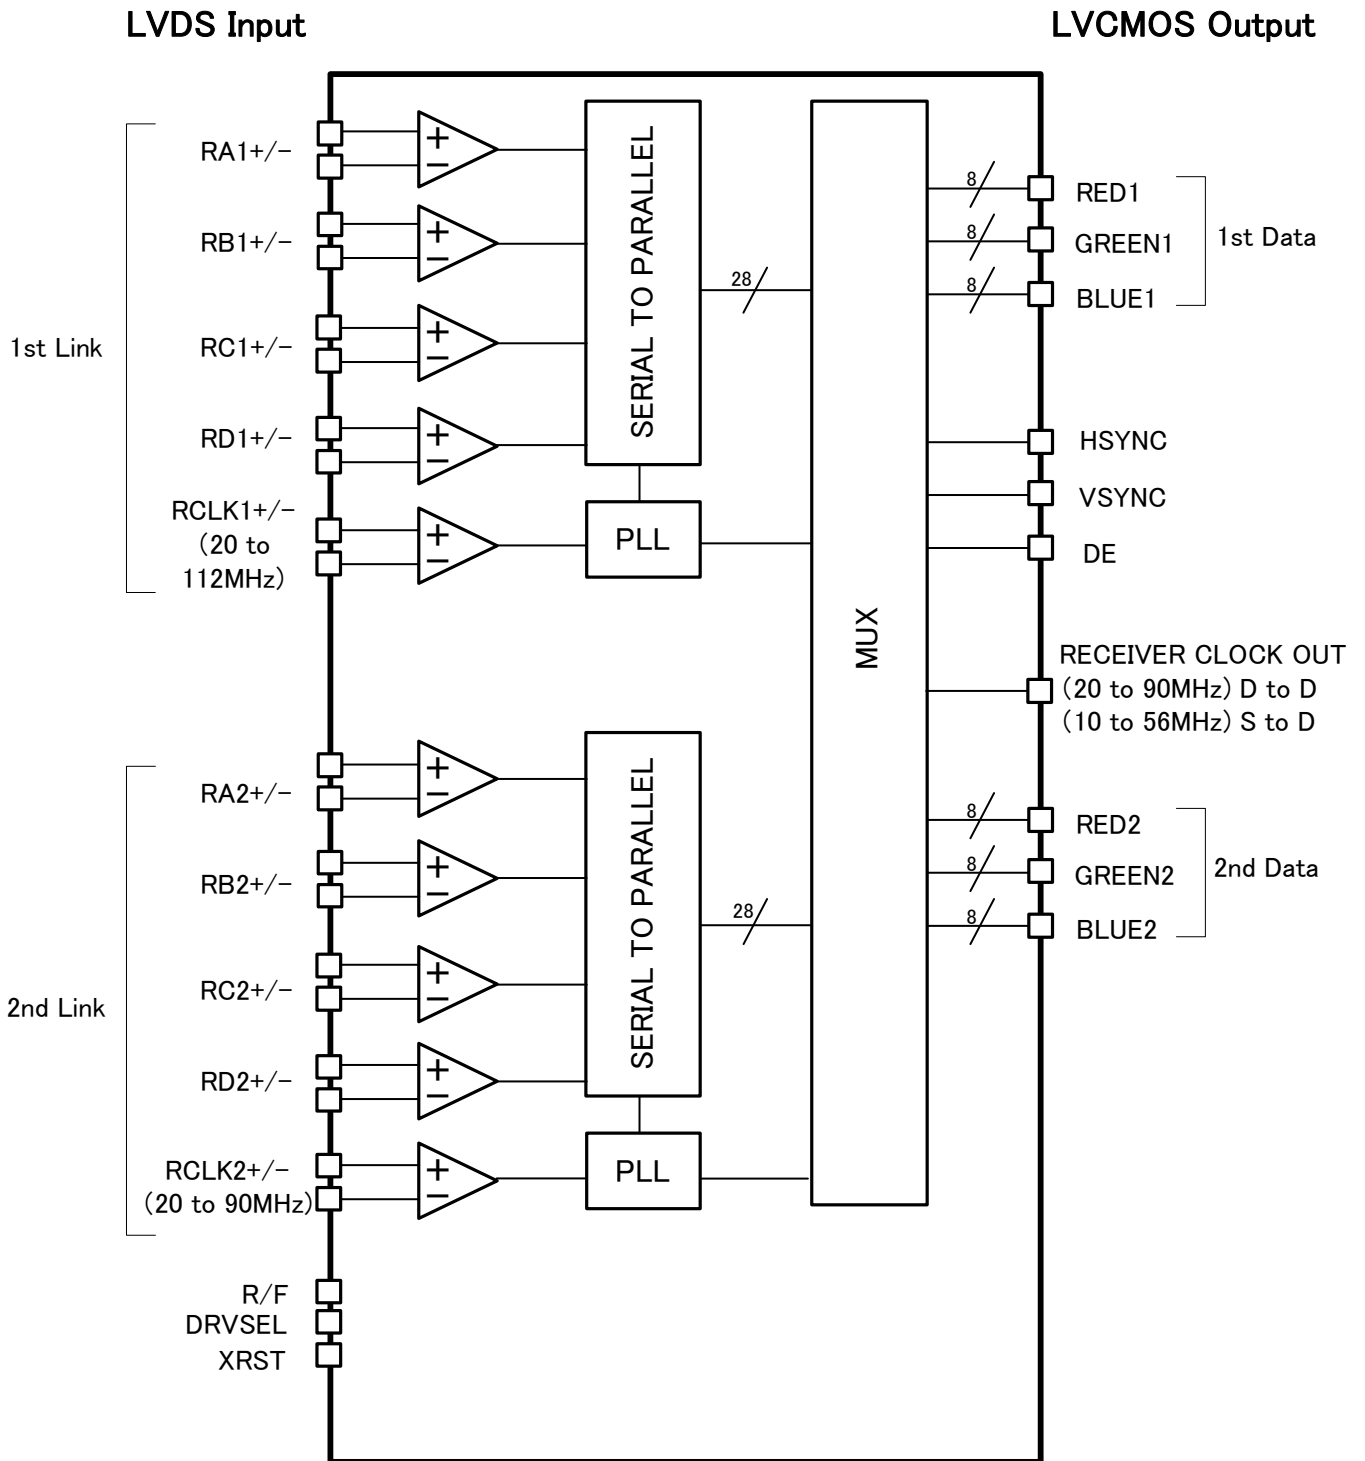 LVDS Input
LVCMOS Output
1st Link
RA1+/-
RB1+/-
RC1+/-
RD1+/-
RCLK1+/-
(20 to
112MHz)
+
-
+
-
+
-
+
-
+
-
SERIAL TO PARALLEL
PLL
28
MUX
8
RED1
8
GREEN1
8
BLUE1
1st Data
HSYNC
VSYNC
DE
RECEIVER CLOCK OUT
(20 to 90MHz) D to D
(10 to 56MHz) S to D
2nd Link
RA2+/-
RB2+/-
RC2+/-
RD2+/-
RCLK2+/-
(20 to 90MHz)
+
-
+
-
+
-
+
-
+
-
SERIAL TO PARALLEL
PLL
28
8
RED2
8
GREEN2
8
BLUE2
2nd Data
R/F
DRVSEL
XRST